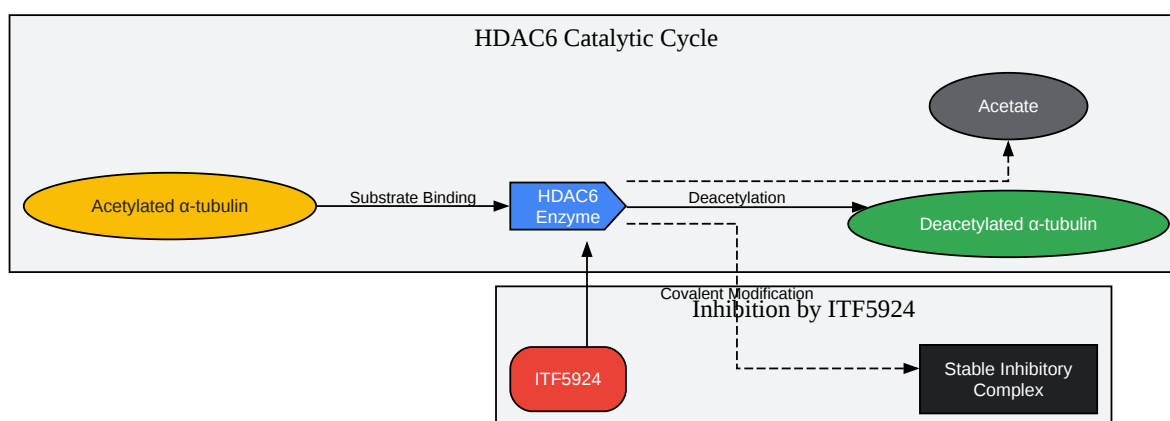 HDAC6 Catalytic Cycle
Acetate
Acetylated α-tubulin
Substrate Binding
HDAC6
Enzyme
Deacetylation
Deacetylated α-tubulin
Covalent Modification
Inhibition by ITF5924
ITF5924
Stable Inhibitory
Complex